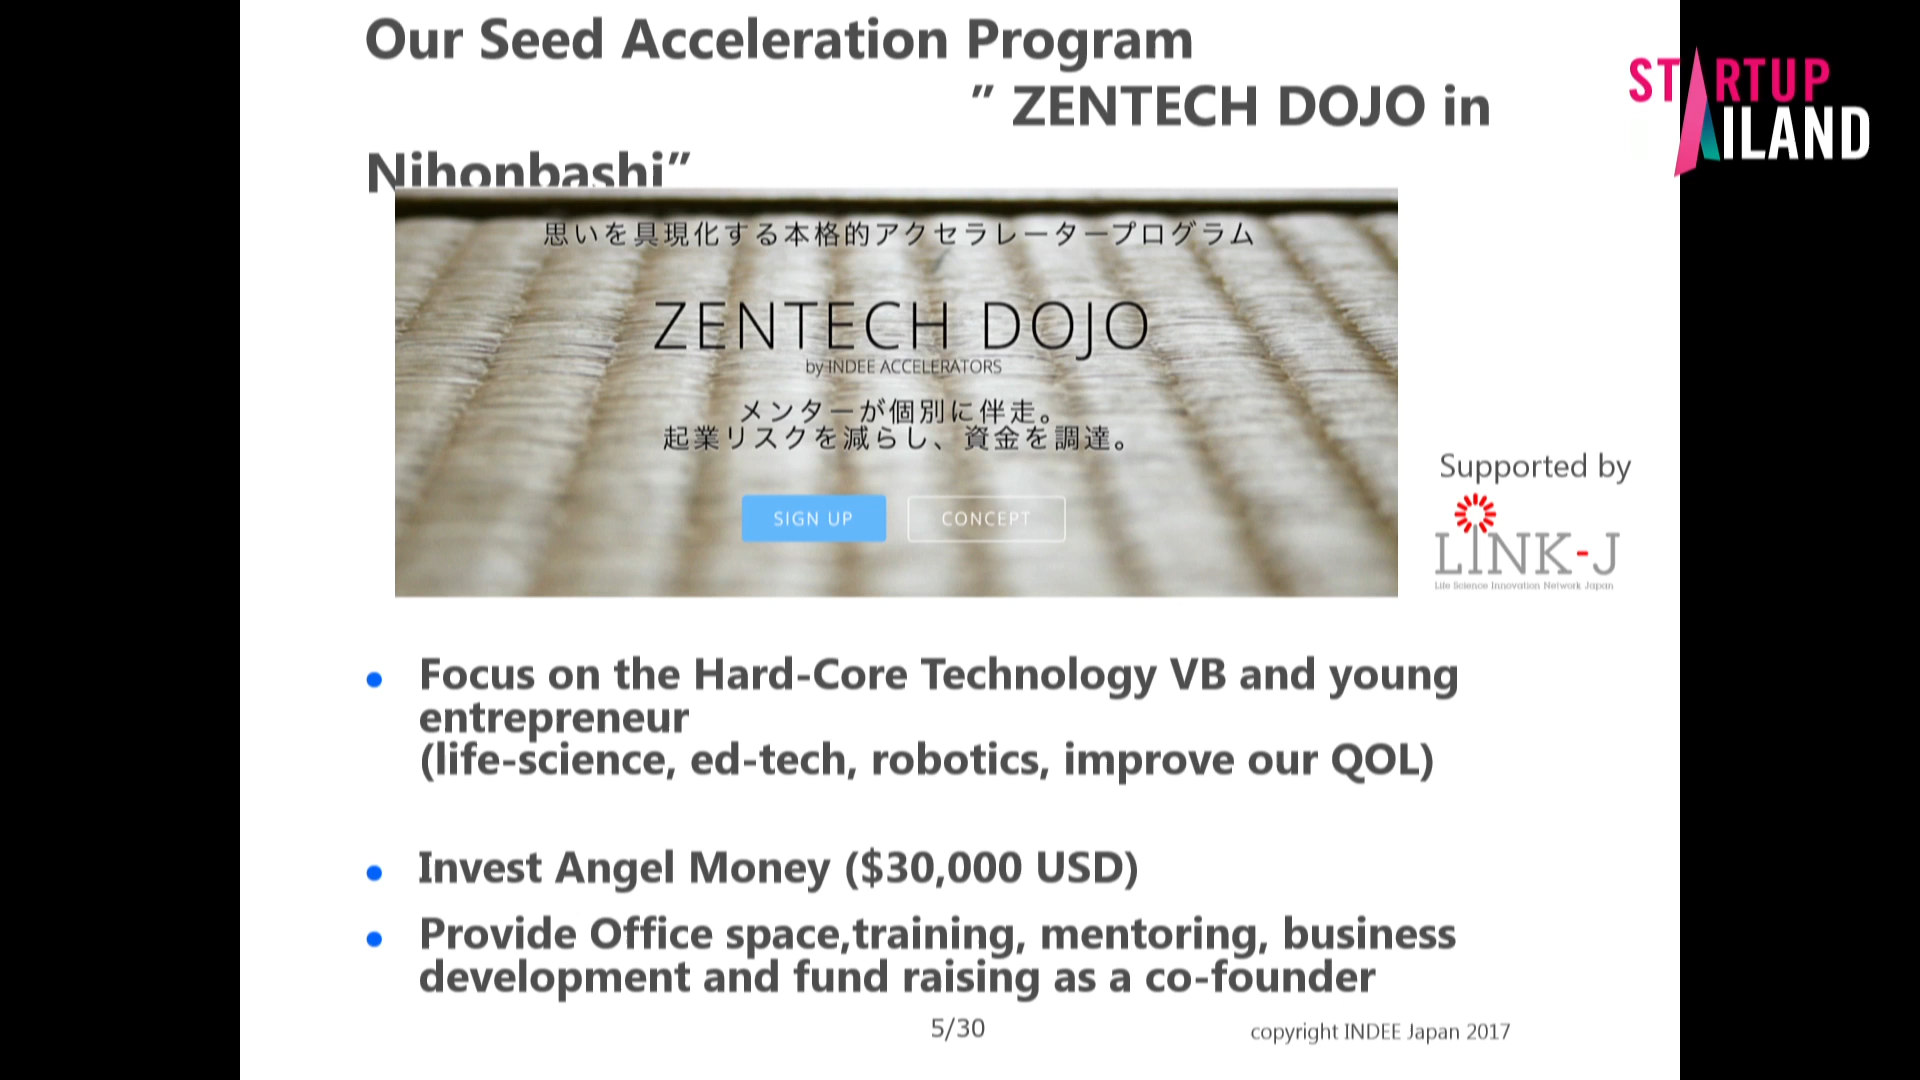 Our Seed Acceleration Program
” ZENTECH DOJO in
Nihonbashi”
STARTUP
AILAND
思いを具現化する本格的アクセラレータープログラム
ZENTECH DOJO
by INDEE ACCELERATORS
メンターが個別に伴走。
起業リスクを減らし、資金を調達。
SIGN UP
CONCEPT
Supported by
LINK-J
Life Science Innovation Network Japan
• Focus on the Hard-Core Technology VB and young
entrepreneur
(life-science, ed-tech, robotics, improve our QOL)
• Invest Angel Money ($30,000 USD)
• Provide Office space,training, mentoring, business
development and fund raising as a co-founder
5/30
copyright INDEE Japan 2017